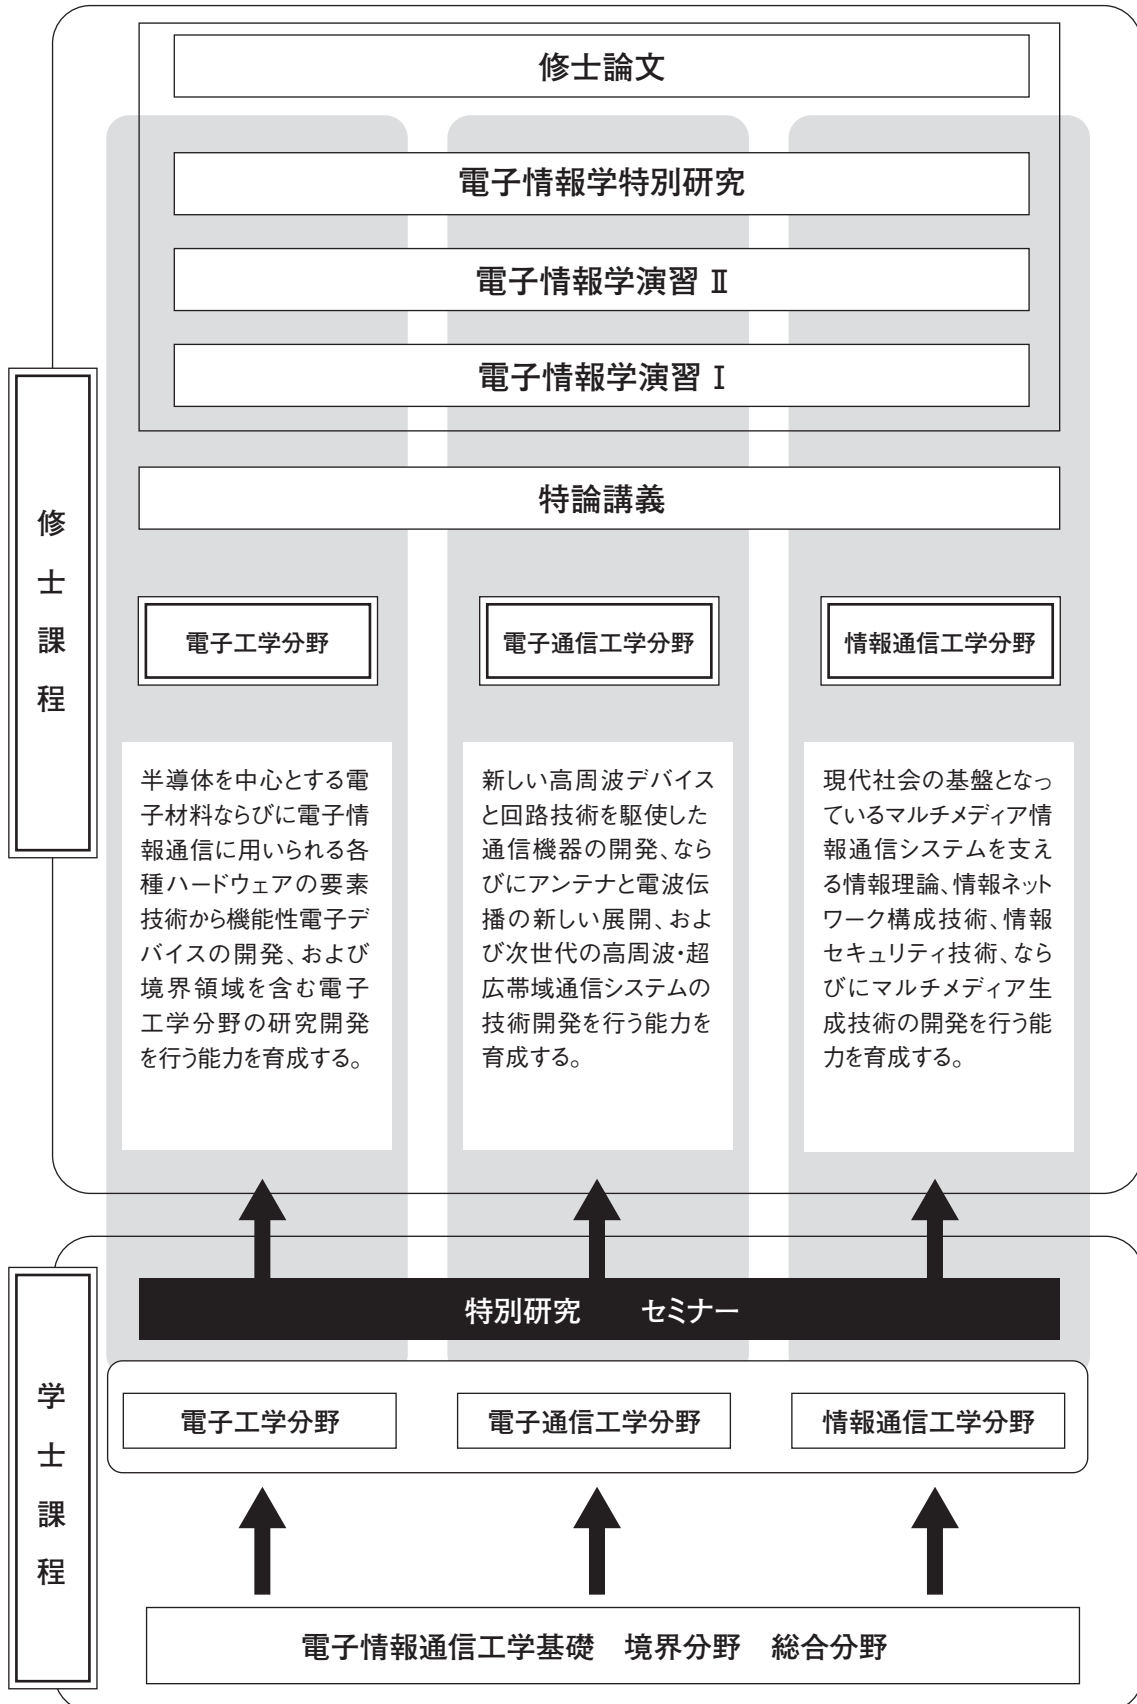 修士論文
電子情報学特別研究
電子情報学演習 Ⅱ
電子情報学演習 Ⅰ
特論講義
修士課程
電子工学分野
電子通信工学分野
情報通信工学分野
半導体を中心とする電
子材料ならびに電子情
報通信に用いられる各
種ハードウェアの要素
技術から機能性電子デ
バイスの開発、および
境界領域を含む電子
工学分野の研究開発
を行う能力を育成する。
新しい高周波デバイス
と回路技術を駆使した
通信機器の開発、なら
びにアンテナと電波伝
播の新しい展開、およ
び次世代の高周波・超
広帯域通信システムの
技術開発を行う能力を
育成する。
現代社会の基盤となっ
ているマルチメディア情
報通信システムを支え
る情報理論、情報ネット
ワーク構成技術、情報
セキュリティ技術、なら
びにマルチメディア生
成技術の開発を行う能
力を育成する。
特別研究　セミナー
学士課程
電子工学分野
電子通信工学分野
情報通信工学分野
電子情報通信工学基礎　境界分野　総合分野